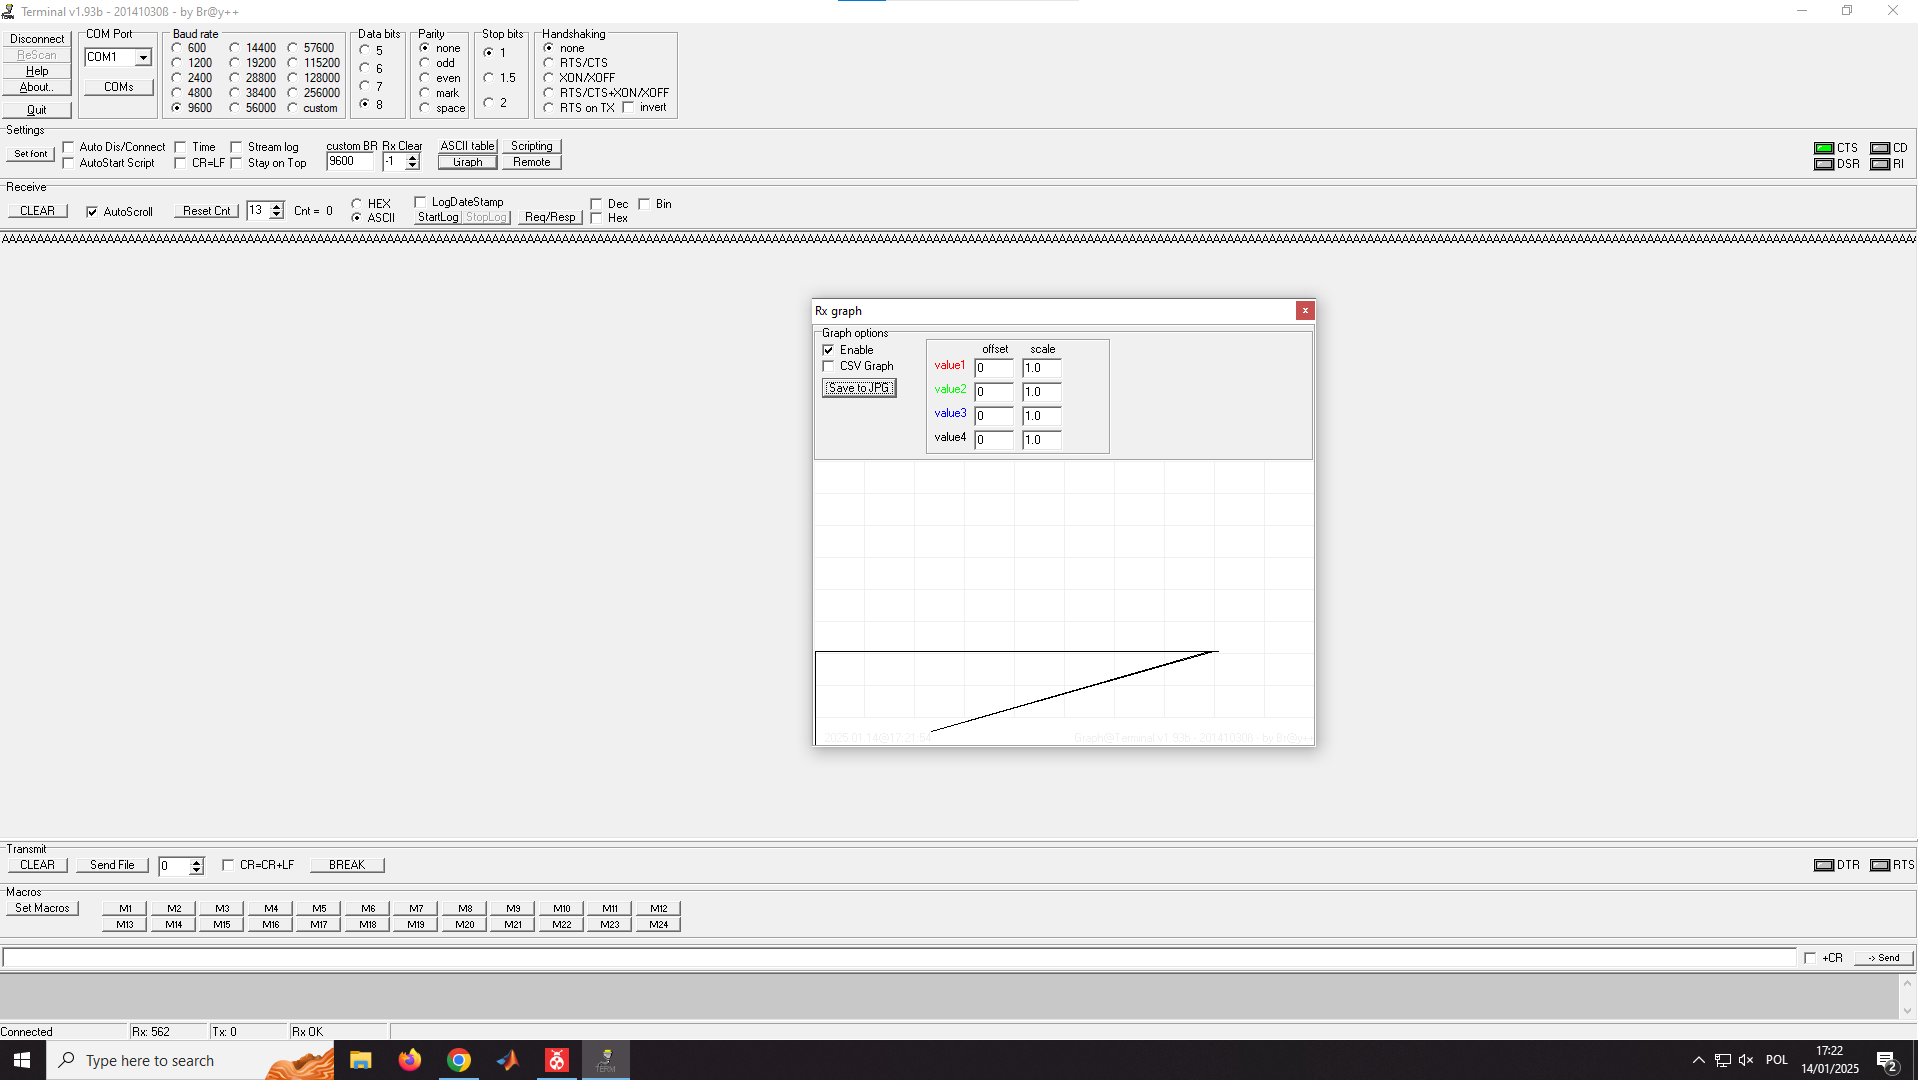 Terminal v1.93b - 20141030ß - by Br@y++
Disconnect
ReScan
Help
About..
Quit
COM Port
COM1
COMs
Baud rate
600 14400 57600
1200 19200 115200
2400 28800 128000
4800 38400 256000
9600 56000 custom
Data bits
5
6
7
8
Parity
none
odd
even
mark
space
Stop bits
1
1.5
2
Handshaking
none
RTS/CTS
XON/XOFF
RTS/CTS+XON/XOFF
RTS on TX invert
Settings
Set font
Auto Dis/Connect Time Stream log
AutoStart Script CR=LF Stay on Top
custom BR Rx Clear
9600 -1
ASCII table Scripting
Graph Remote
CTS CD
DSR RI
Receive
CLEAR AutoScroll Reset Cnt 13 Cnt = 0
HEX
ASCII
LogDateStamp
StartLog StopLog Req/Resp
Dec Bin
Hex
Rx graph
x
Graph options
Enable
CSV Graph
Save to JPG
offset scale
value1 0 1.0
value2 0 1.0
value3 0 1.0
value4 0 1.0
2025.01.14@17:21:54
Graph@Terminal v1.93b - 20141030ß - by Br@y++
Transmit
CLEAR Send File 0 CR=CR+LF BREAK
DTR RTS
Macros
Set Macros
M1 M2 M3 M4 M5 M6 M7 M8 M9 M10 M11 M12
M13 M14 M15 M16 M17 M18 M19 M20 M21 M22 M23 M24
+CR -> Send
Connected Rx: 562 Tx: 0 Rx OK
Type here to search
TERM
POL
17:22
14/01/2025
2